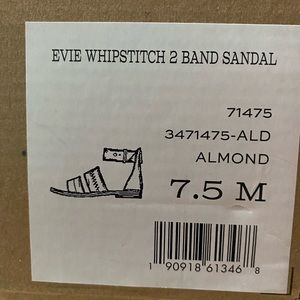 EVIE WHIPSTITCH 2 BAND SANDAL
71475
3471475-ALD
ALMOND
7.5 M
1 90918 61346 8